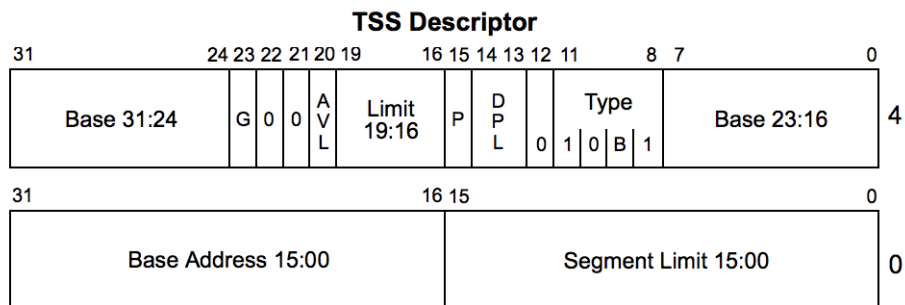 TSS Descriptor
31 24 23 22 21 20 19 16 15 14 13 12 11 8 7 0
Base 31:24 G 0 0 AVL Limit 19:16 P DPL 0 Type 1 0 B 1 Base 23:16 4
31 16 15 0
Base Address 15:00 Segment Limit 15:00 0